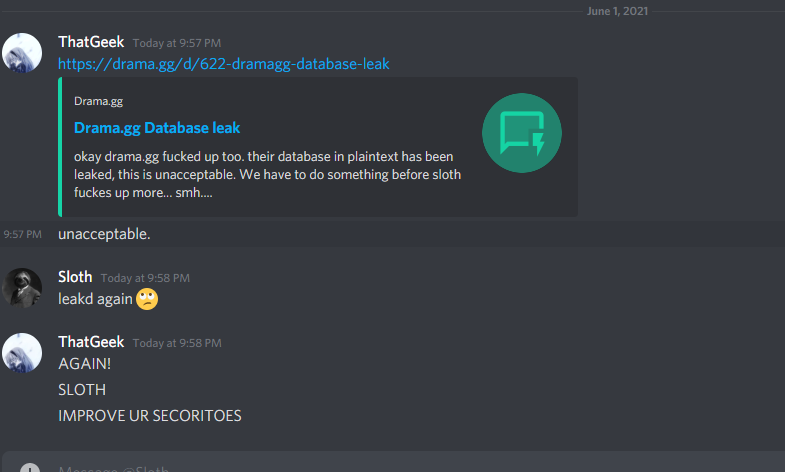 June 1, 2021
ThatGeek Today at 9:57 PM
https://drama.gg/d/622-dramagg-database-leak
Drama.gg
Drama.gg Database leak
okay drama.gg fucked up too. their database in plaintext has been
leaked, this is unacceptable. We have to do something before sloth
fuckes up more... smh....
9:57 PM unacceptable.
Sloth Today at 9:58 PM
leakd again 🙄
ThatGeek Today at 9:58 PM
AGAIN!
SLOTH
IMPROVE UR SECORITOES
Message @Sloth